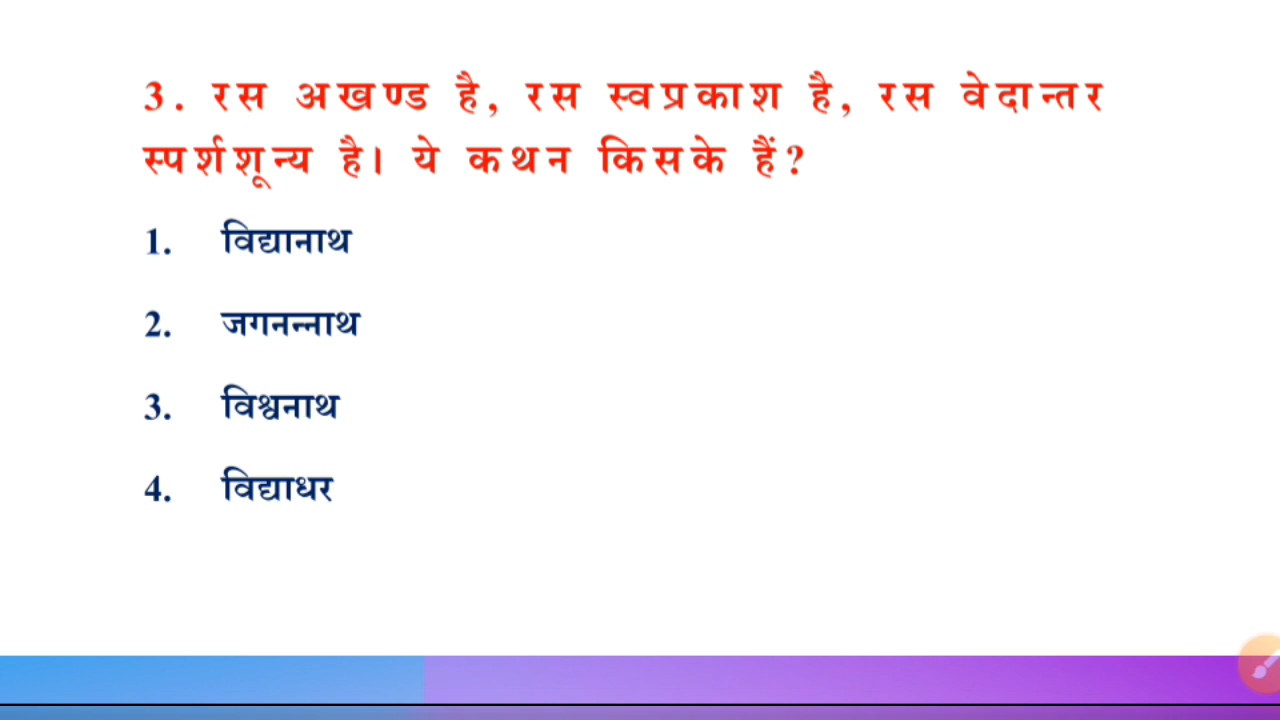 3. रस अखण्ड है, रस स्वप्रकाश है, रस वेदान्तर
स्पर्शशून्य है। ये कथन किसके हैं?
1. विद्यानाथ
2. जगनन्नाथ
3. विश्वनाथ
4. विद्याधर